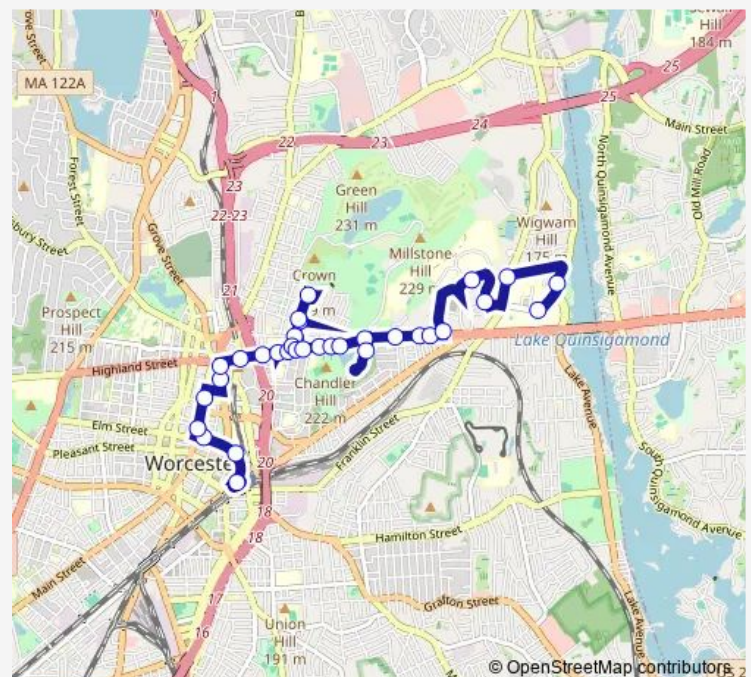 Hill
184 m
MA 122A
25
25
24
22
23
23
22-23
21
20
20
18
18
17
16
1
Main Street
Old Mill Road
North Quinsigamond Avenue
Forest Street
Grove Street
Green
Hill
231 m
Wigwam
Hill
Millstone
Hill
Crown
Prospect
Hill
215 m
Highland Street
Lake Quinsigamond
Chandler
Hill
222 m
Lake Avenue
Elm Street
Pleasant Street
Franklin Street
South Quinsigamond Avenue
Hamilton Street
Main Street
Grafton Street
Union
Hill
191 m
Lake Avenue
© OpenStreetMap contributors